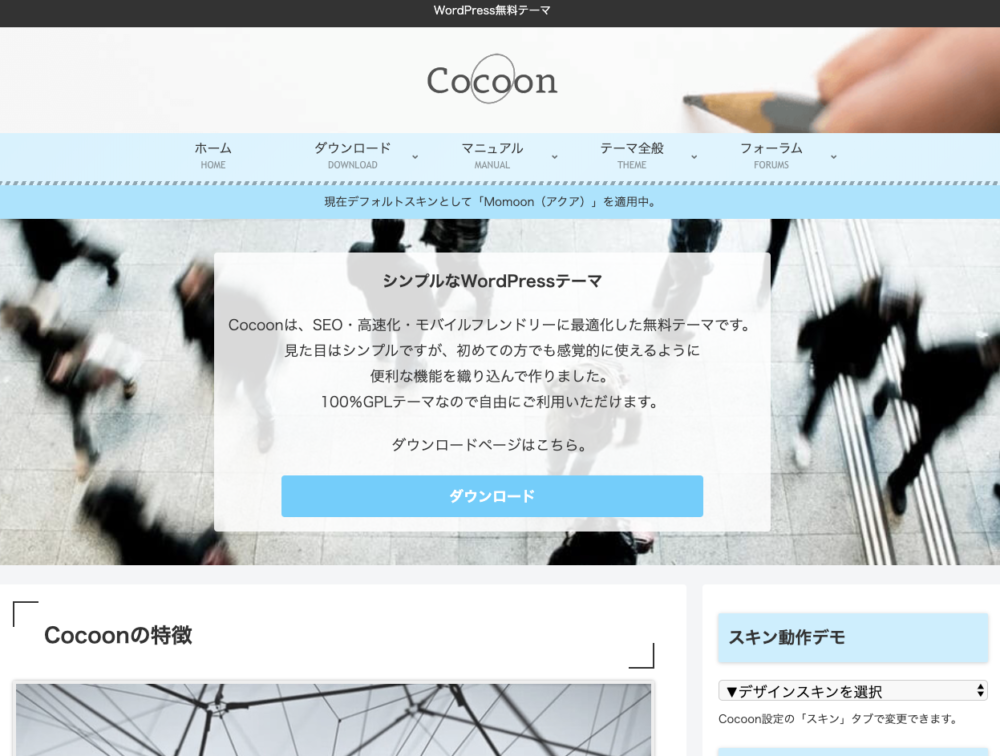 WordPress無料テーマ
Cocoon
ホーム
HOME
ダウンロード
DOWNLOAD
マニュアル
MANUAL
テーマ全般
THEME
フォーラム
FORUMS
現在デフォルトスキンとして「Momoon（アクア）」を適用中。
シンプルなWordPressテーマ
Cocoonは、SEO・高速化・モバイルフレンドリーに最適化した無料テーマです。
見た目はシンプルですが、初めての方でも感覚的に使えるように
便利な機能を織り込んで作りました。
100%GPLテーマなので自由にご利用いただけます。
ダウンロードページはこちら。
ダウンロード
Cocoonの特徴
スキン動作デモ
▼デザインスキンを選択
Cocoon設定の「スキン」タブで変更できます。